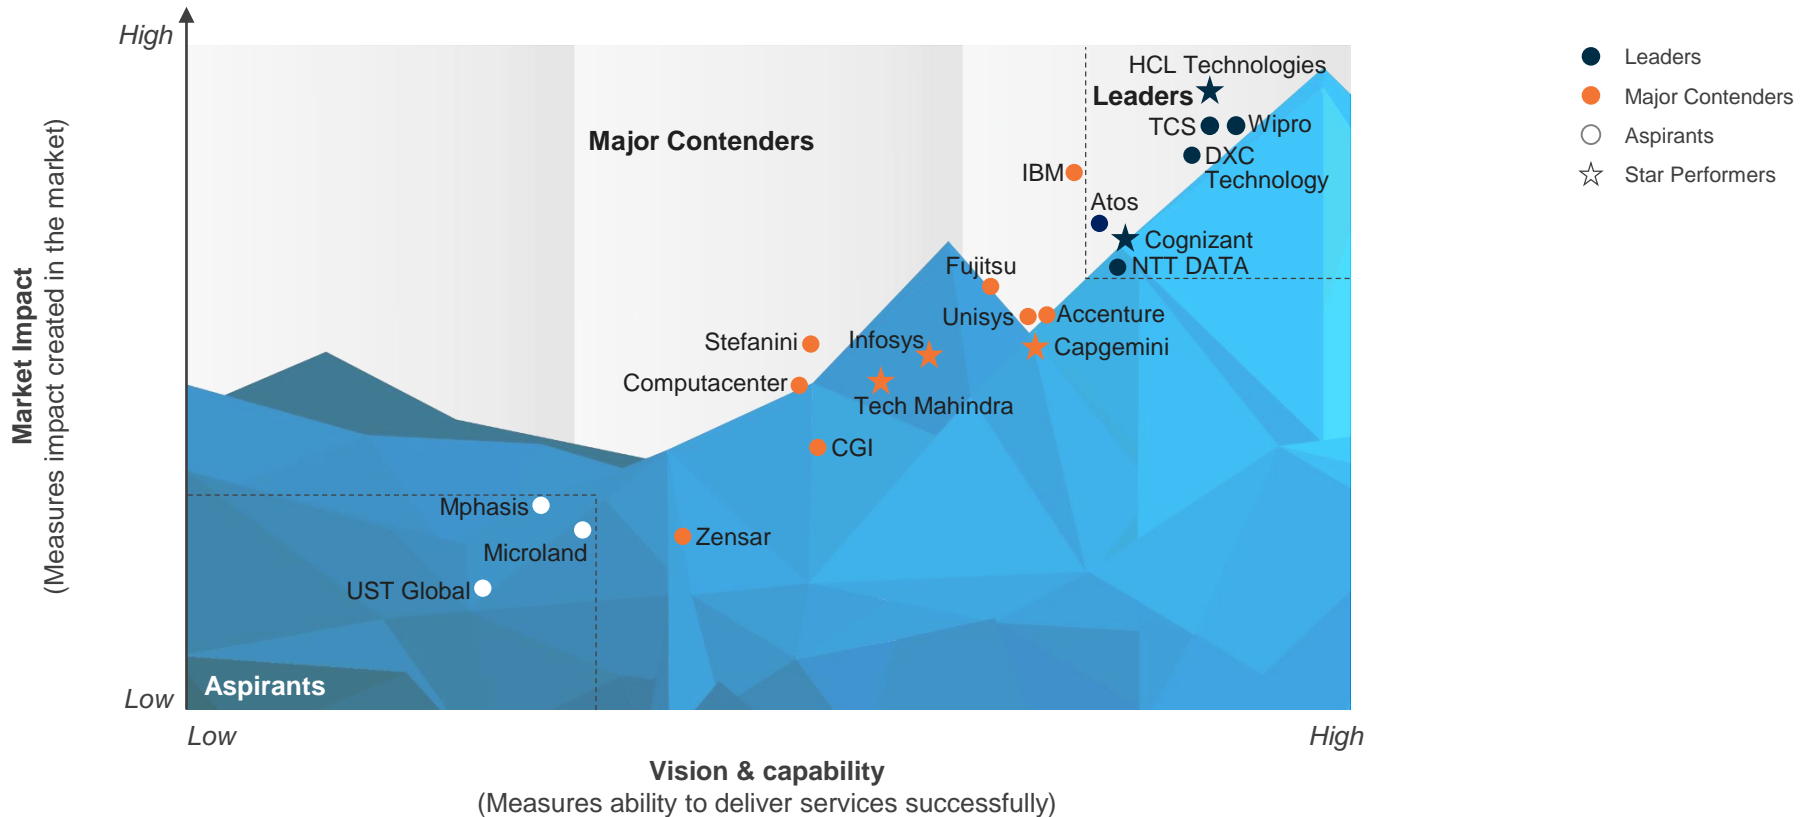 High
HCL Technologies
Leaders
TCS
Wipro
DXC
Technology
Major Contenders
IBM
Atos
Cognizant
NTT DATA
Fujitsu
Unisys
Accenture
Stefanini
Infosys
Capgemini
Computacenter
Tech Mahindra
CGI
Mphasis
Microland
Zensar
UST Global
Aspirants
Low
Low
High
Market Impact
(Measures impact created in the market)
Vision & capability
(Measures ability to deliver services successfully)
Leaders
Major Contenders
Aspirants
Star Performers